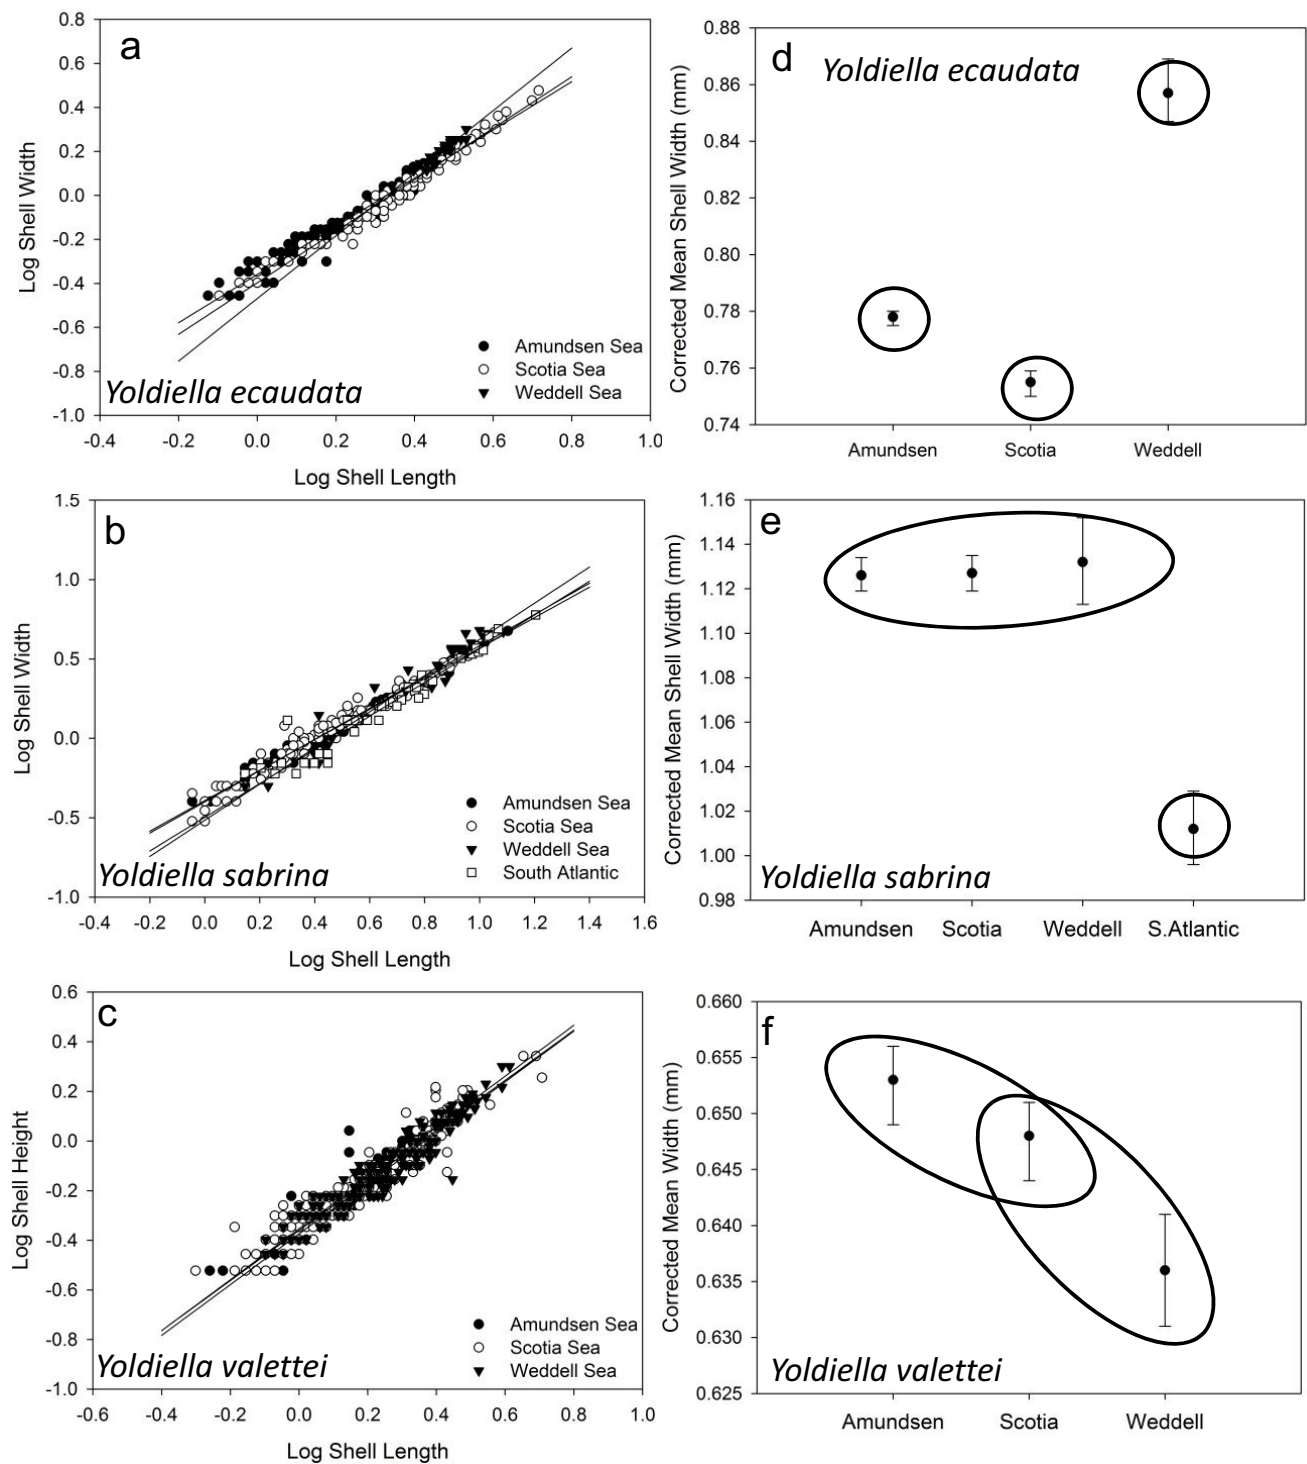 a
0.8
0.6
0.4
0.2
0.0
-0.2
-0.4
-0.6
-0.8
-1.0
Log Shell Width
Amundsen Sea
Scotia Sea
Weddell Sea
Yoldiella ecaudata
-0.4 -0.2 0.0 0.2 0.4 0.6 0.8 1.0
Log Shell Length
d
Yoldiella ecaudata
0.88
0.86
0.84
0.82
0.80
0.78
0.76
0.74
Corrected Mean Shell Width (mm)
Amundsen Scotia Weddell
b
1.5
1.0
0.5
0.0
-0.5
-1.0
Log Shell Width
Amundsen Sea
Scotia Sea
Weddell Sea
South Atlantic
Yoldiella sabrina
-0.4 -0.2 0.0 0.2 0.4 0.6 0.8 1.0 1.2 1.4 1.6
Log Shell Length
e
1.16
1.14
1.12
1.10
1.08
1.06
1.04
1.02
1.00
0.98
Corrected Mean Shell Width (mm)
Yoldiella sabrina
Amundsen Scotia Weddell S.Atlantic
c
0.6
0.4
0.2
0.0
-0.2
-0.4
-0.6
-0.8
-1.0
Log Shell Height
Amundsen Sea
Scotia Sea
Weddell Sea
Yoldiella valettei
-0.6 -0.4 -0.2 0.0 0.2 0.4 0.6 0.8 1.0
Log Shell Length
f
0.660
0.655
0.650
0.645
0.640
0.635
0.630
0.625
Corrected Mean Width (mm)
Yoldiella valettei
Amundsen Scotia Weddell